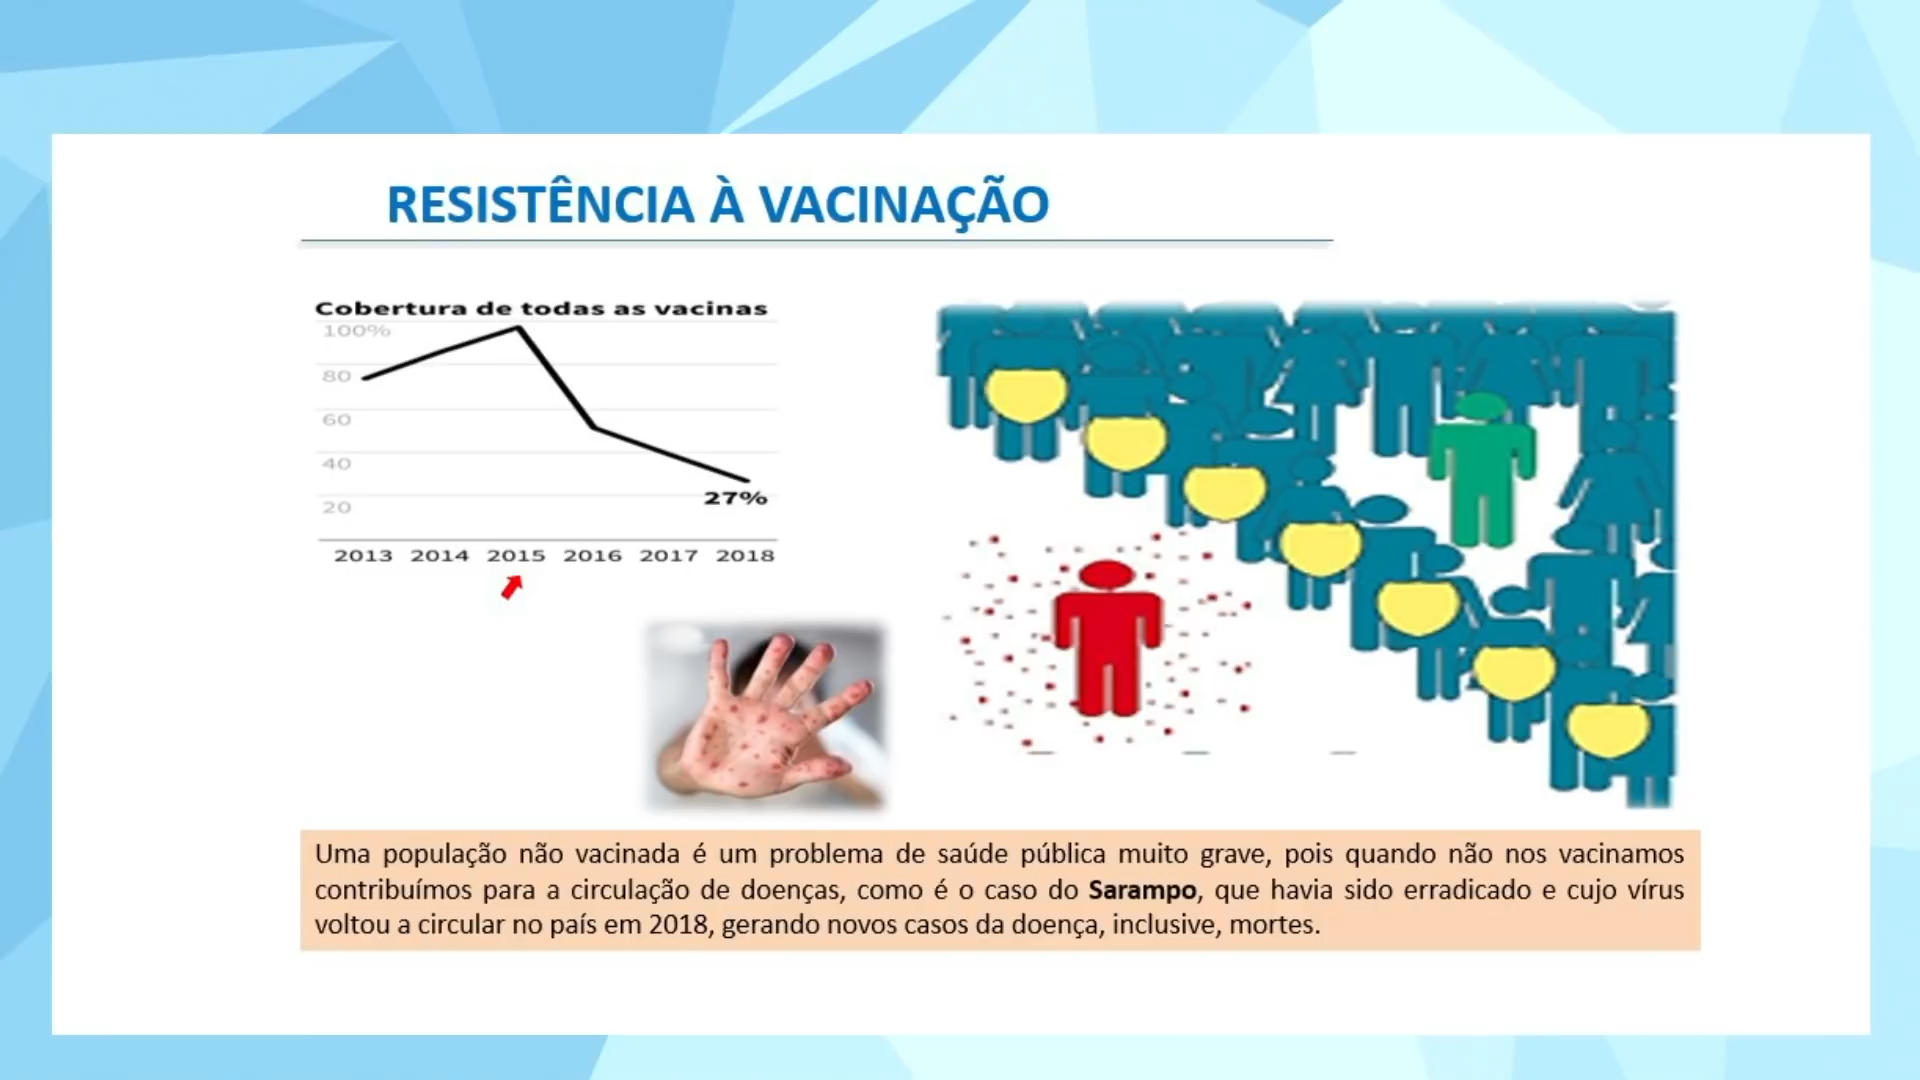 RESISTÊNCIA À VACINAÇÃO
Cobertura de todas as vacinas
100%
80
60
40
20
27%
2013 2014 2015 2016 2017 2018
Uma população não vacinada é um problema de saúde pública muito grave, pois quando não nos vacinamos
contribuímos para a circulação de doenças, como é o caso do Sarampo, que havia sido erradicado e cujo vírus
voltou a circular no país em 2018, gerando novos casos da doença, inclusive, mortes.